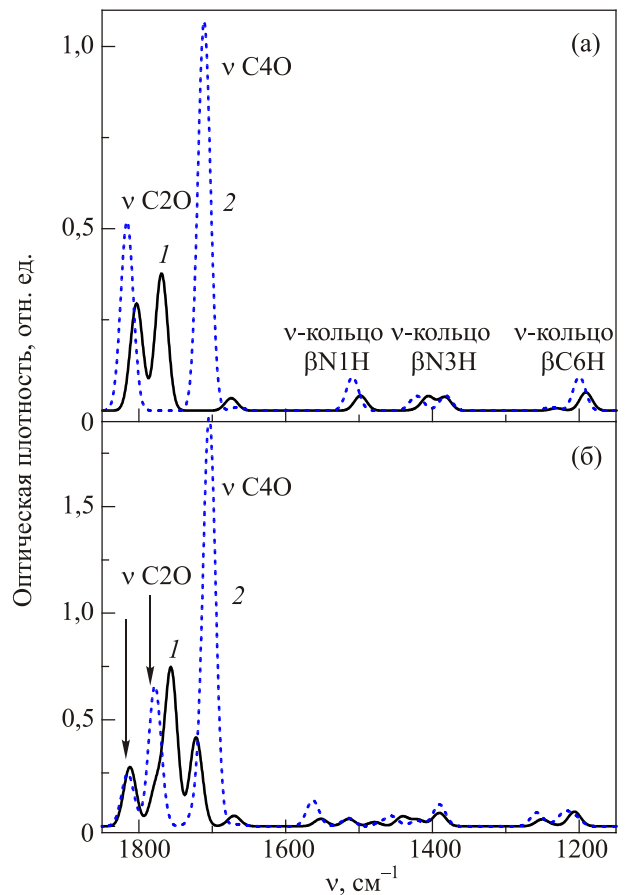 Оптическая плотность, отн. ед.
1,0
(а)
ν C4O
ν C2O
2
1
0,5
ν-кольцо ν-кольцо ν-кольцо
βN1H βN3H βC6H
0
(б)
ν C4O
1,5
ν C2O
2
1,0
1
0,5
0
1800 1600 1400 1200
ν, см⁻¹